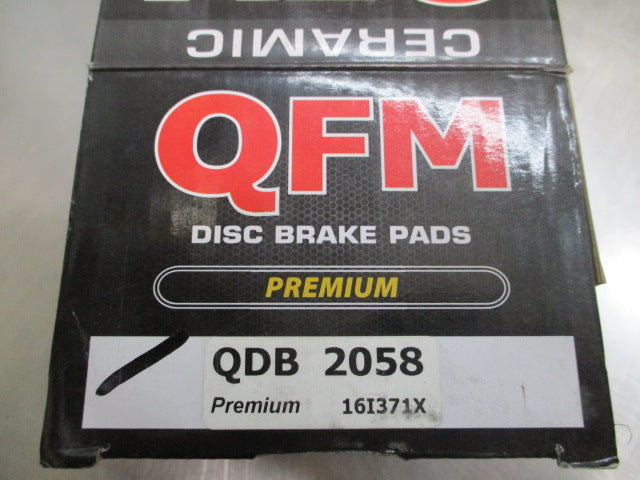 CERAMIC
QFM
DISC BRAKE PADS
PREMIUM
QDB 2058
Premium 16I371X